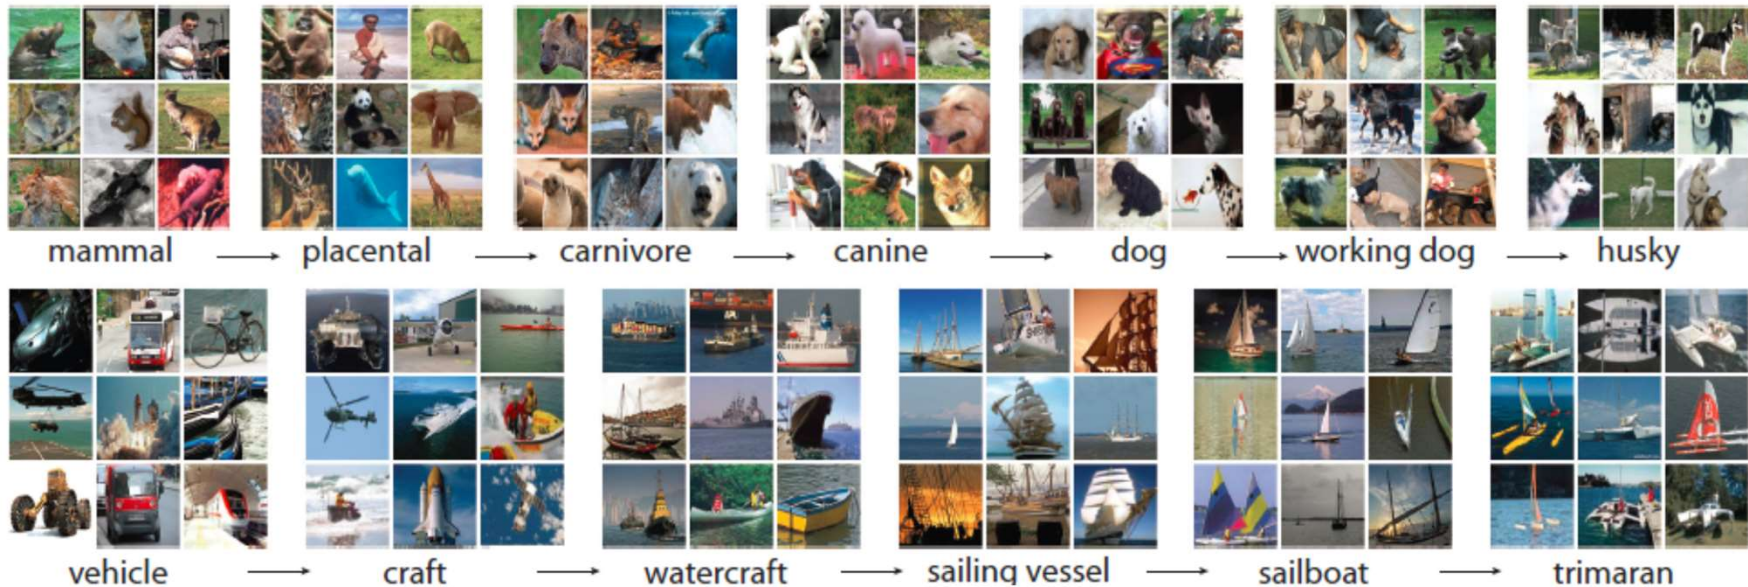 mammal → placental → carnivore → canine → dog → working dog → husky
vehicle → craft → watercraft → sailing vessel → sailboat → trimaran